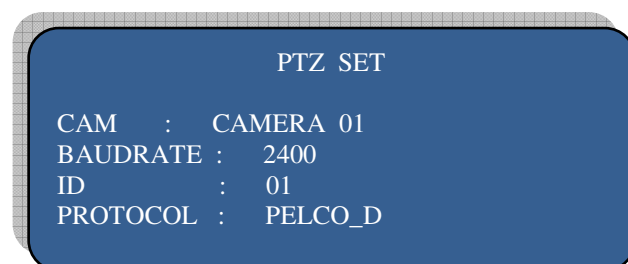 PTZ SET
CAM : CAMERA 01
BAUDRATE : 2400
ID : 01
PROTOCOL : PELCO_D